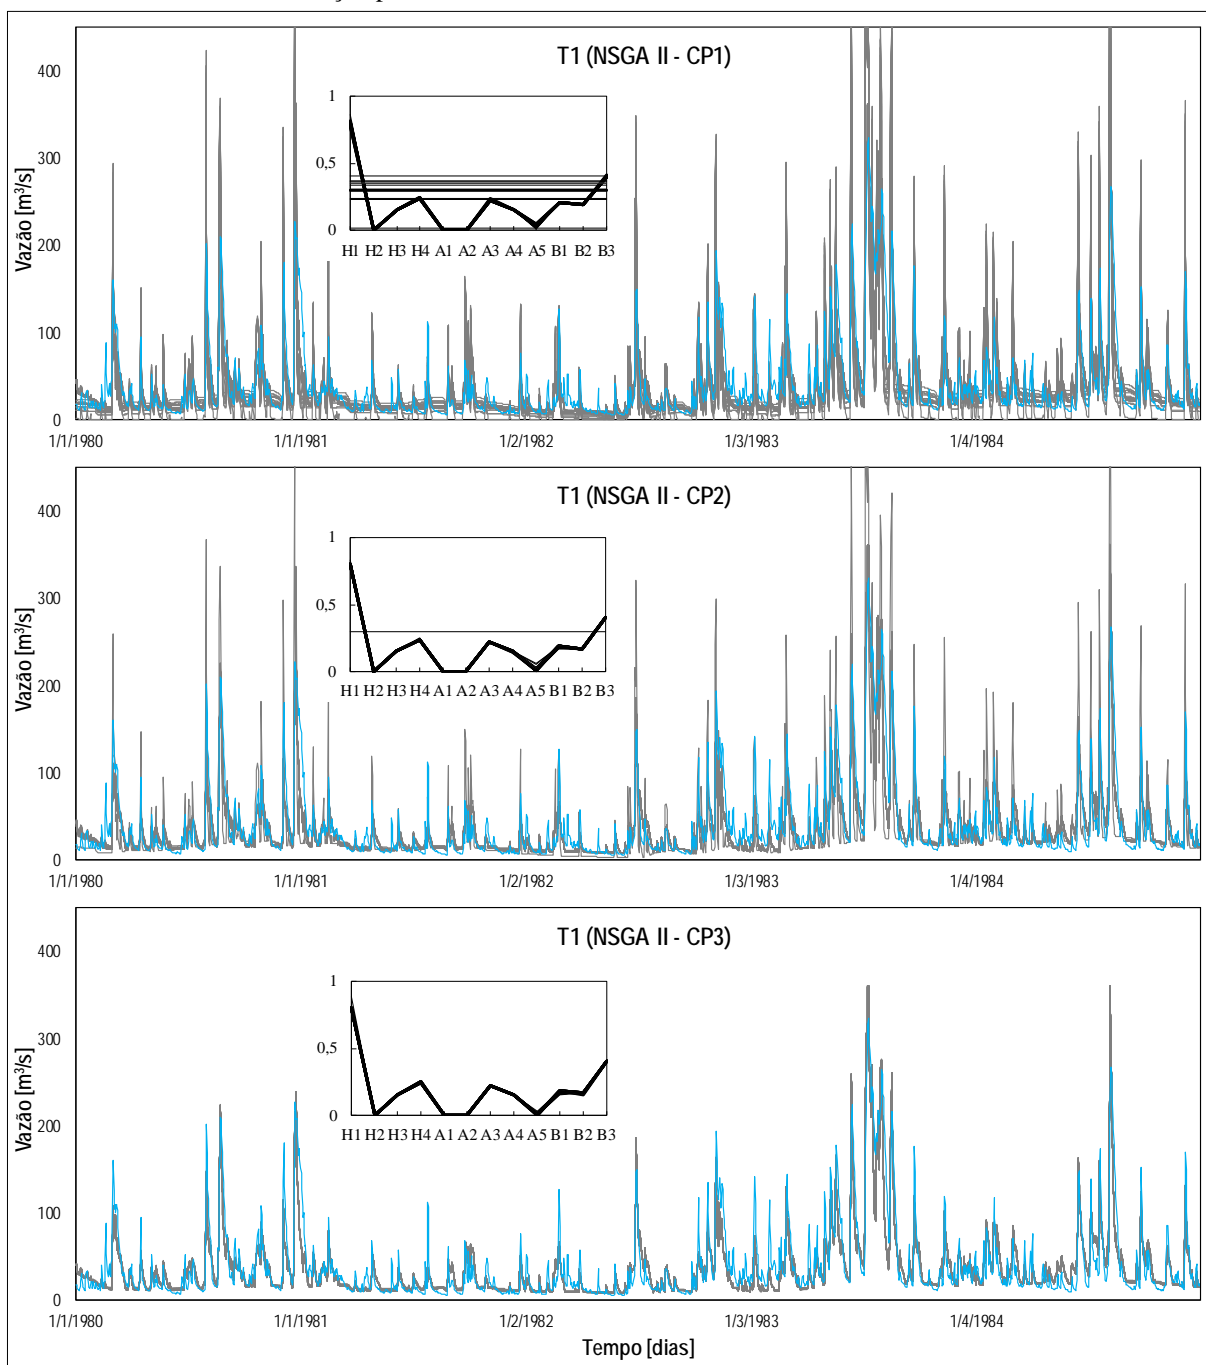 T1 (NSGA II - CP1)
Vazão [m³/s]
400
300
200
100
0
1
0,5
0
H1 H2 H3 H4 A1 A2 A3 A4 A5 B1 B2 B3
1/1/1980 1/1/1981 1/2/1982 1/3/1983 1/4/1984
T1 (NSGA II - CP2)
Vazão [m³/s]
400
300
200
100
0
1
0,5
0
H1 H2 H3 H4 A1 A2 A3 A4 A5 B1 B2 B3
1/1/1980 1/1/1981 1/2/1982 1/3/1983 1/4/1984
T1 (NSGA II - CP3)
Vazão [m³/s]
400
300
200
100
0
1
0,5
0
H1 H2 H3 H4 A1 A2 A3 A4 A5 B1 B2 B3
1/1/1980 1/1/1981 1/2/1982 1/3/1983 1/4/1984
Tempo [dias]